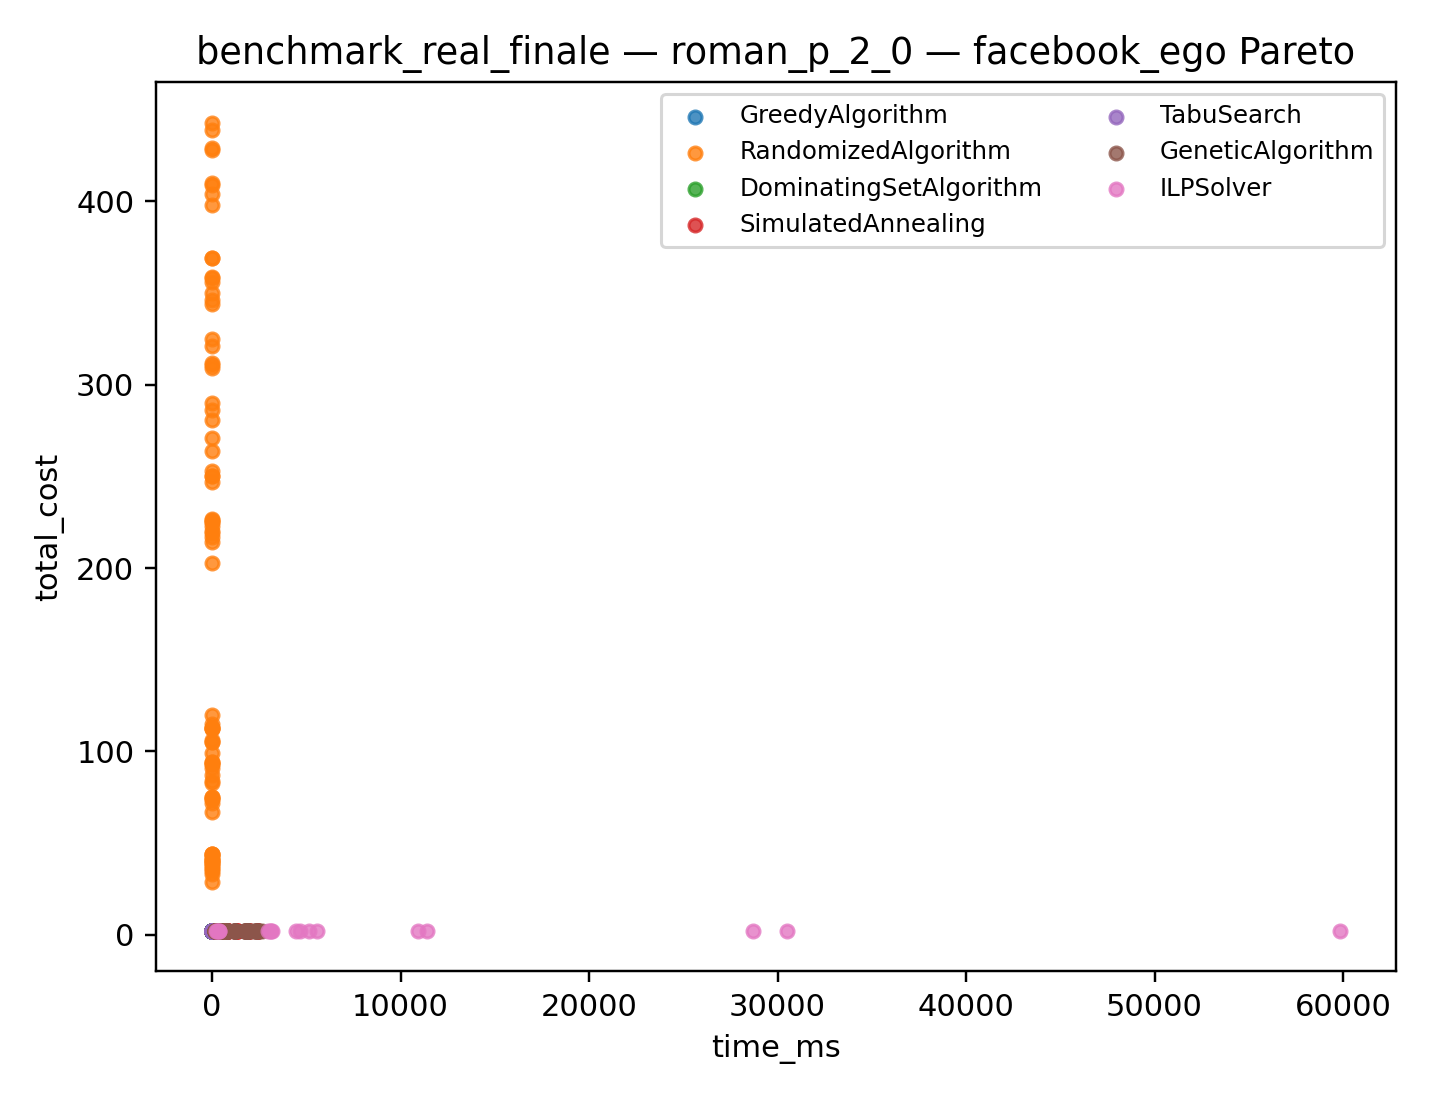 benchmark_real_finale — roman_p_2_0 — facebook_ego Pareto
GreedyAlgorithm
RandomizedAlgorithm
DominatingSetAlgorithm
SimulatedAnnealing
TabuSearch
GeneticAlgorithm
ILPSolver
total_cost
400
300
200
100
0
0 10000 20000 30000 40000 50000 60000
time_ms